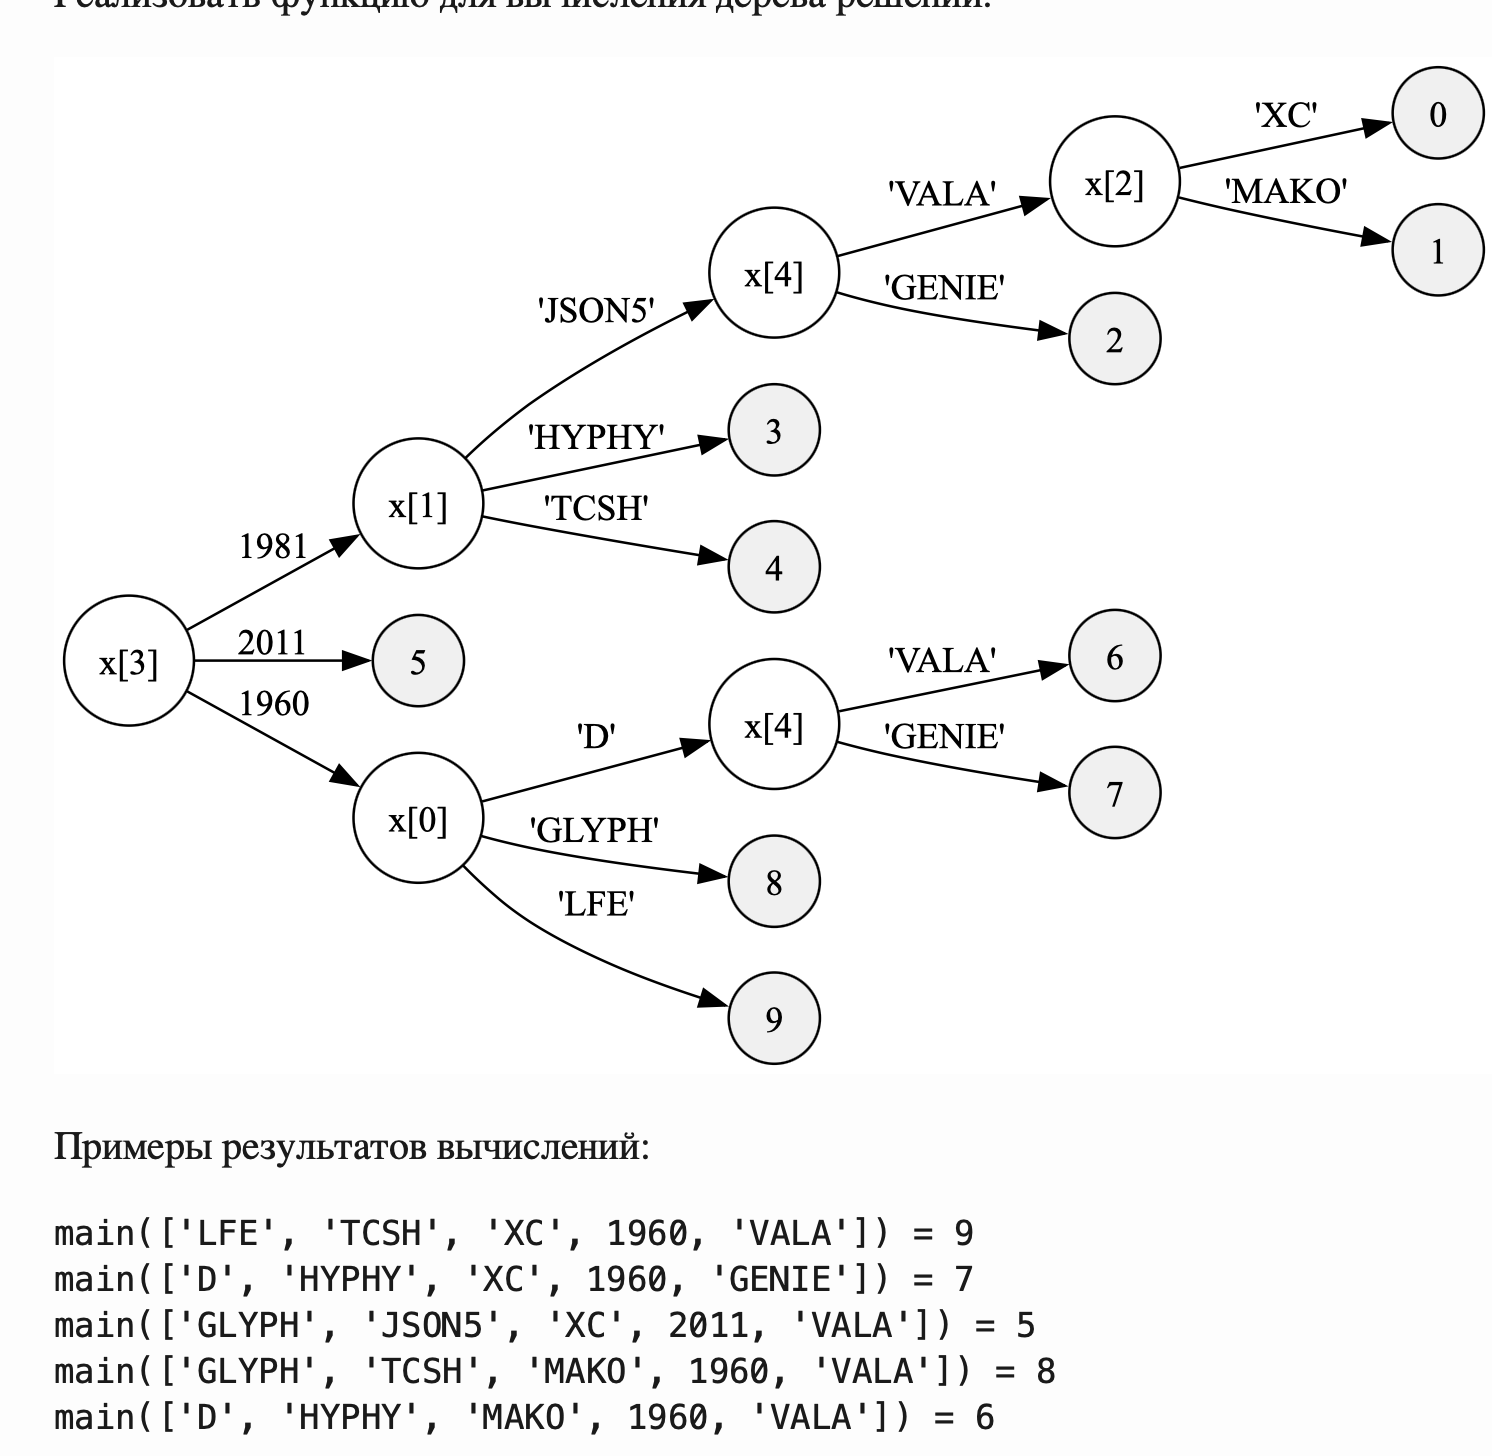 Реализовать функцию для вычисления дерева решений:
'XC'
0
'VALA'
x[2]
'MAKO'
1
x[4]
'GENIE'
2
'JSON5'
'HYPHY'
3
x[1]
'TCSH'
4
1981
x[3]
2011
5
1960
'VALA'
6
'D'
x[4]
'GENIE'
7
x[0]
'GLYPH'
8
'LFE'
9
Примеры результатов вычислений:
main(['LFE', 'TCSH', 'XC', 1960, 'VALA']) = 9
main(['D', 'HYPHY', 'XC', 1960, 'GENIE']) = 7
main(['GLYPH', 'JSON5', 'XC', 2011, 'VALA']) = 5
main(['GLYPH', 'TCSH', 'MAKO', 1960, 'VALA']) = 8
main(['D', 'HYPHY', 'MAKO', 1960, 'VALA']) = 6